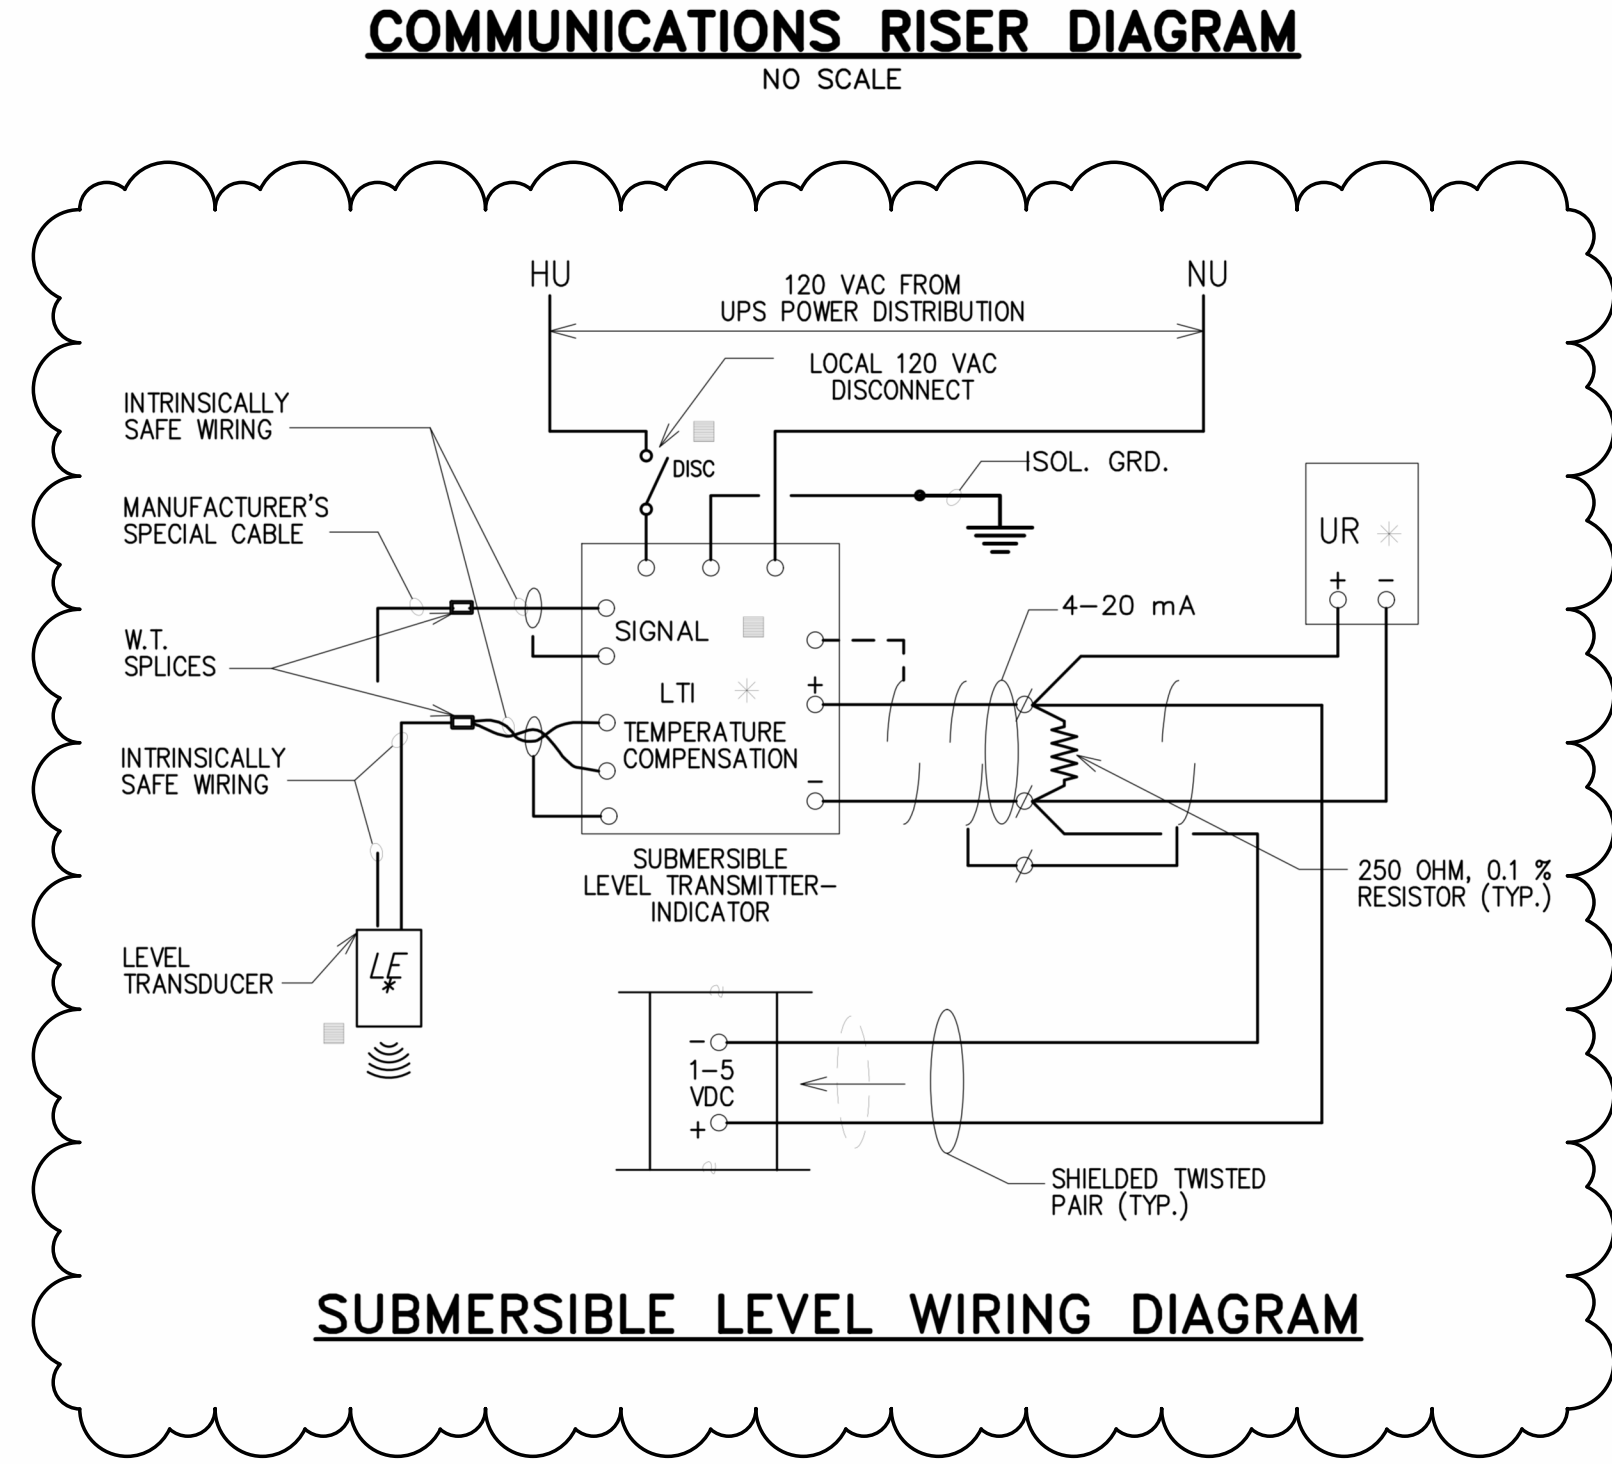 COMMUNICATIONS RISER DIAGRAM
NO SCALE
HU
NU
120 VAC FROM
UPS POWER DISTRIBUTION
LOCAL 120 VAC
DISCONNECT
INTRINSICALLY
SAFE WIRING
DISC
ISOL. GRD.
MANUFACTURER'S
SPECIAL CABLE
UR *
+ -
4-20 mA
W.T.
SPLICES
SIGNAL
LTI *
+
TEMPERATURE
COMPENSATION
-
INTRINSICALLY
SAFE WIRING
SUBMERSIBLE
LEVEL TRANSMITTER-
INDICATOR
250 OHM, 0.1 %
RESISTOR (TYP.)
LEVEL
TRANSDUCER
LE
*
-
1-5
VDC
+
SHIELDED TWISTED
PAIR (TYP.)
SUBMERSIBLE LEVEL WIRING DIAGRAM